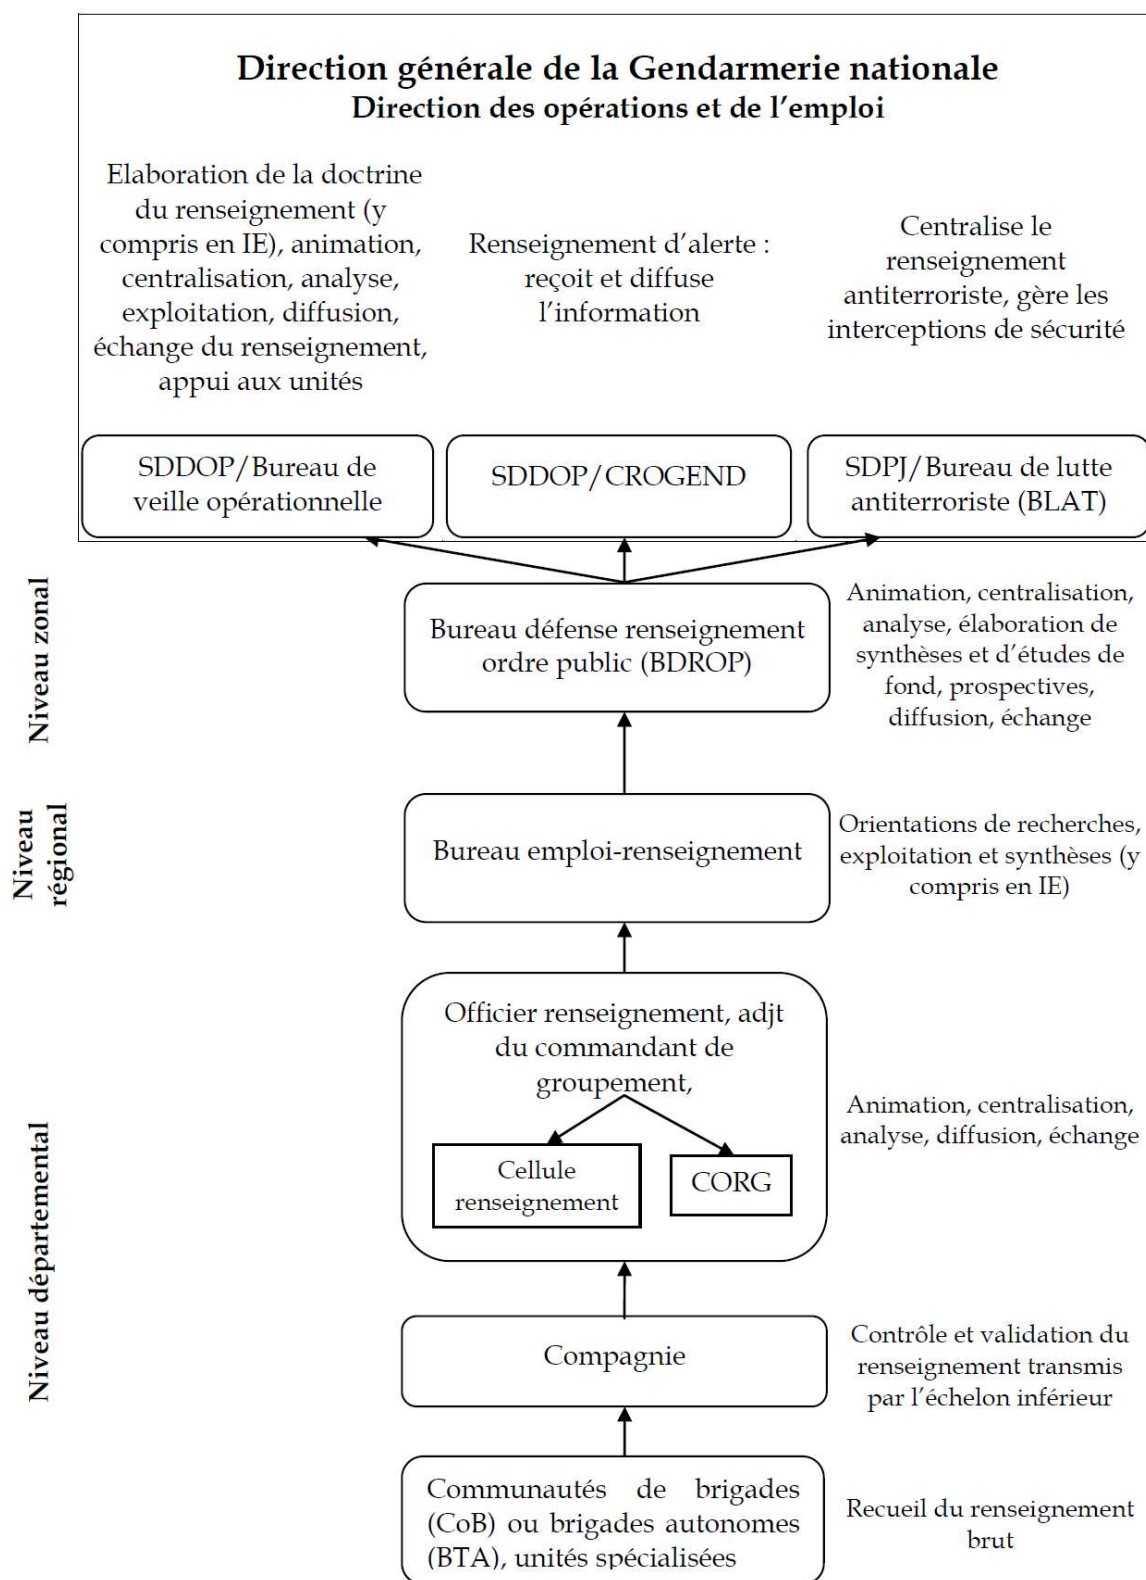 Direction générale de la Gendarmerie nationale
Direction des opérations et de l’emploi
Elaboration de la doctrine
du renseignement (y
compris en IE), animation,
centralisation, analyse,
exploitation, diffusion,
échange du renseignement,
appui aux unités
Renseignement d’alerte :
reçoit et diffuse
l’information
Centralise le
renseignement
antiterroriste, gère les
interceptions de sécurité
SDDOP/Bureau de
veille opérationnelle
SDDOP/CROGEND
SDPJ/Bureau de lutte
antiterroriste (BLAT)
Niveau zonal
Bureau défense renseignement
ordre public (BDROP)
Animation, centralisation,
analyse, élaboration de
synthèses et d’études de
fond, prospectives,
diffusion, échange
Niveau
régional
Bureau emploi-renseignement
Orientations de recherches,
exploitation et synthèses (y
compris en IE)
Niveau départemental
Officier renseignement, adjt
du commandant de
groupement,
Cellule
renseignement
CORG
Animation, centralisation,
analyse, diffusion, échange
Compagnie
Contrôle et validation du
renseignement transmis
par l’échelon inférieur
Communautés de brigades
(CoB) ou brigades autonomes
(BTA), unités spécialisées
Recueil du renseignement
brut